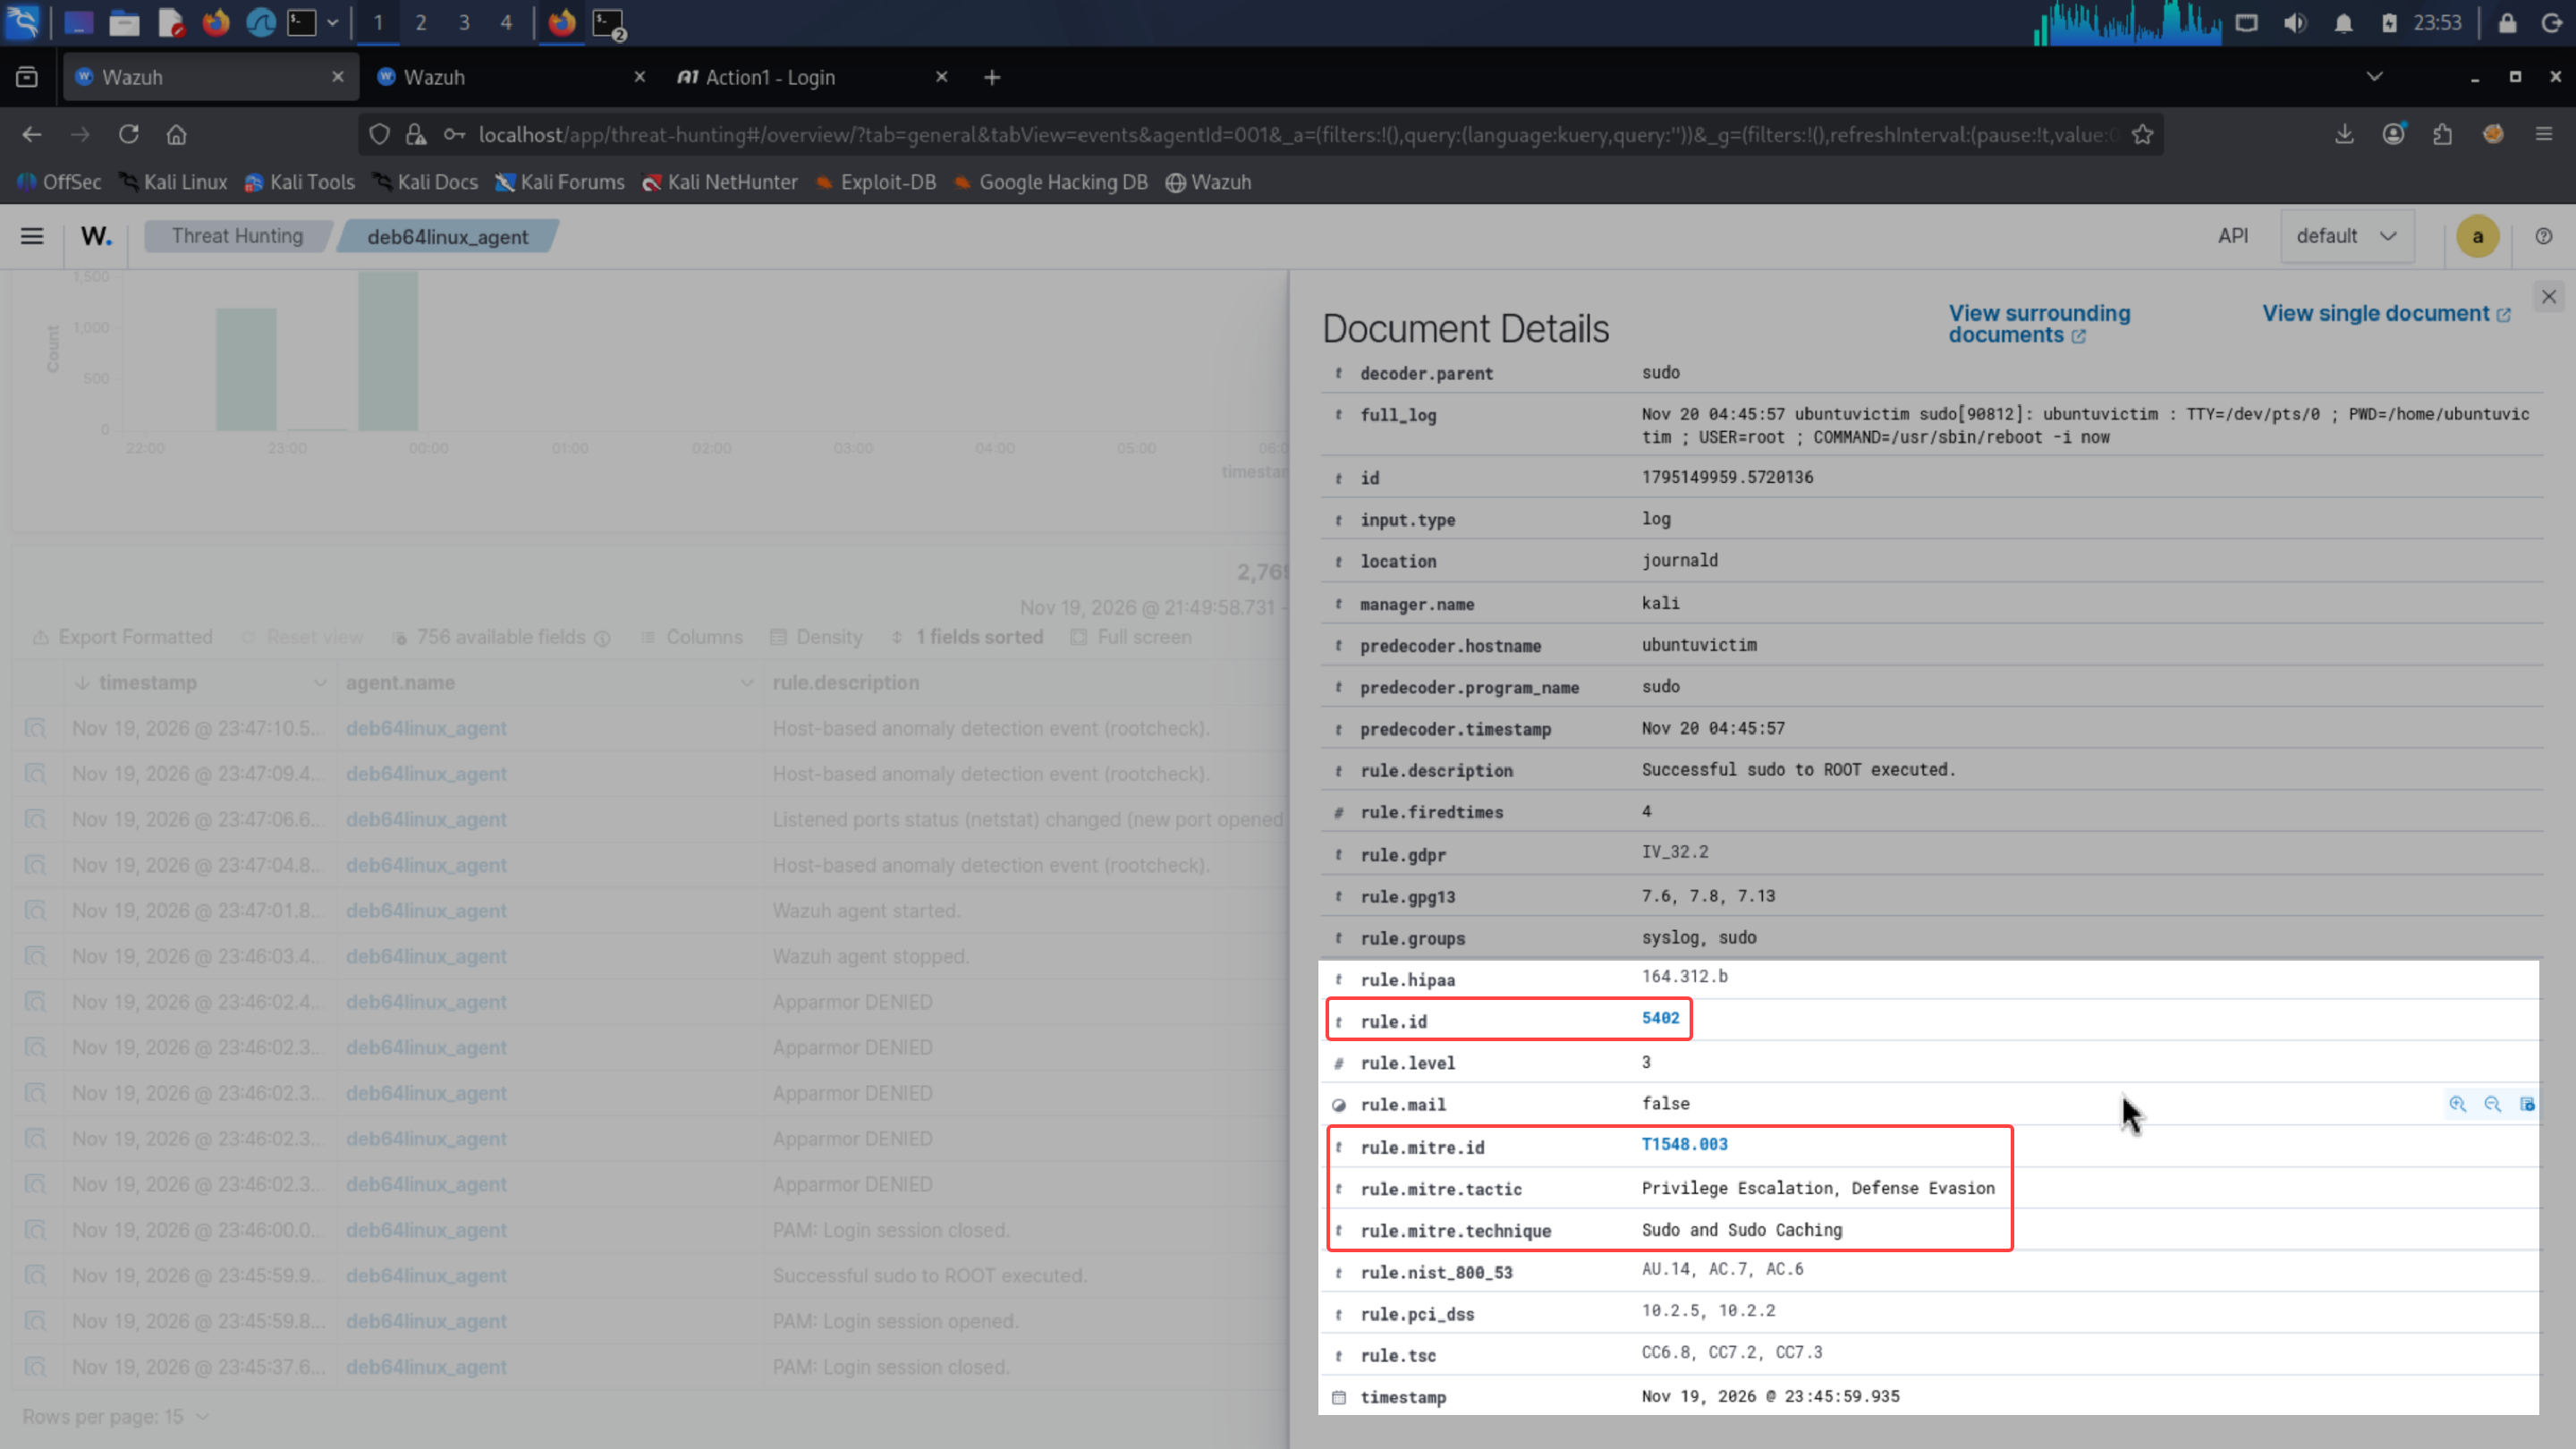 1 2 3 4 2 23:53
Wazuh Wazuh A1 Action1 - Login
localhost/app/threat-hunting#/overview/?tab=general&tabView=events&agentId=001&_a=(filters:!(),query:(language:kuery,query:''))&_g=(filters:!(),refreshInterval:(pause:!t,value:
OffSec Kali Linux Kali Tools Kali Docs Kali Forums Kali NetHunter Exploit-DB Google Hacking DB Wazuh
W. Threat Hunting deb64linux_agent API default a
1,500
1,000
500
0
Count
22:00 23:00 00:00 01:00 02:00 03:00 04:00 05:00 06:0
timestar
2,769
Nov 19, 2026 @ 21:49:58.731 -
Export Formatted Reset view 756 available fields Columns Density 1 fields sorted Full screen
timestamp agent.name rule.description
Nov 19, 2026 @ 23:47:10.5... deb64linux_agent Host-based anomaly detection event (rootcheck).
Nov 19, 2026 @ 23:47:09.4... deb64linux_agent Host-based anomaly detection event (rootcheck).
Nov 19, 2026 @ 23:47:06.6... deb64linux_agent Listened ports status (netstat) changed (new port opened
Nov 19, 2026 @ 23:47:04.8... deb64linux_agent Host-based anomaly detection event (rootcheck).
Nov 19, 2026 @ 23:47:01.8... deb64linux_agent Wazuh agent started.
Nov 19, 2026 @ 23:46:03.4... deb64linux_agent Wazuh agent stopped.
Nov 19, 2026 @ 23:46:02.4... deb64linux_agent Apparmor DENIED
Nov 19, 2026 @ 23:46:02.3... deb64linux_agent Apparmor DENIED
Nov 19, 2026 @ 23:46:02.3... deb64linux_agent Apparmor DENIED
Nov 19, 2026 @ 23:46:02.3... deb64linux_agent Apparmor DENIED
Nov 19, 2026 @ 23:46:02.3... deb64linux_agent Apparmor DENIED
Nov 19, 2026 @ 23:46:00.0... deb64linux_agent PAM: Login session closed.
Nov 19, 2026 @ 23:45:59.9... deb64linux_agent Successful sudo to ROOT executed.
Nov 19, 2026 @ 23:45:59.8... deb64linux_agent PAM: Login session opened.
Nov 19, 2026 @ 23:45:37.6... deb64linux_agent PAM: Login session closed.
Rows per page: 15
Document Details
View surrounding
documents
View single document
t decoder.parent sudo
t full_log Nov 20 04:45:57 ubuntuvictim sudo[90812]: ubuntuvictim : TTY=/dev/pts/0 ; PWD=/home/ubuntuvic
tim ; USER=root ; COMMAND=/usr/sbin/reboot -i now
t id 1795149959.5720136
t input.type log
t location journald
t manager.name kali
t predecoder.hostname ubuntuvictim
t predecoder.program_name sudo
t predecoder.timestamp Nov 20 04:45:57
t rule.description Successful sudo to ROOT executed.
# rule.firedtimes 4
t rule.gdpr IV_32.2
t rule.gpg13 7.6, 7.8, 7.13
t rule.groups syslog, sudo
t rule.hipaa 164.312.b
t rule.id 5402
# rule.level 3
rule.mail false
t rule.mitre.id T1548.003
t rule.mitre.tactic Privilege Escalation, Defense Evasion
t rule.mitre.technique Sudo and Sudo Caching
t rule.nist_800_53 AU.14, AC.7, AC.6
t rule.pci_dss 10.2.5, 10.2.2
t rule.tsc CC6.8, CC7.2, CC7.3
timestamp Nov 19, 2026 @ 23:45:59.935